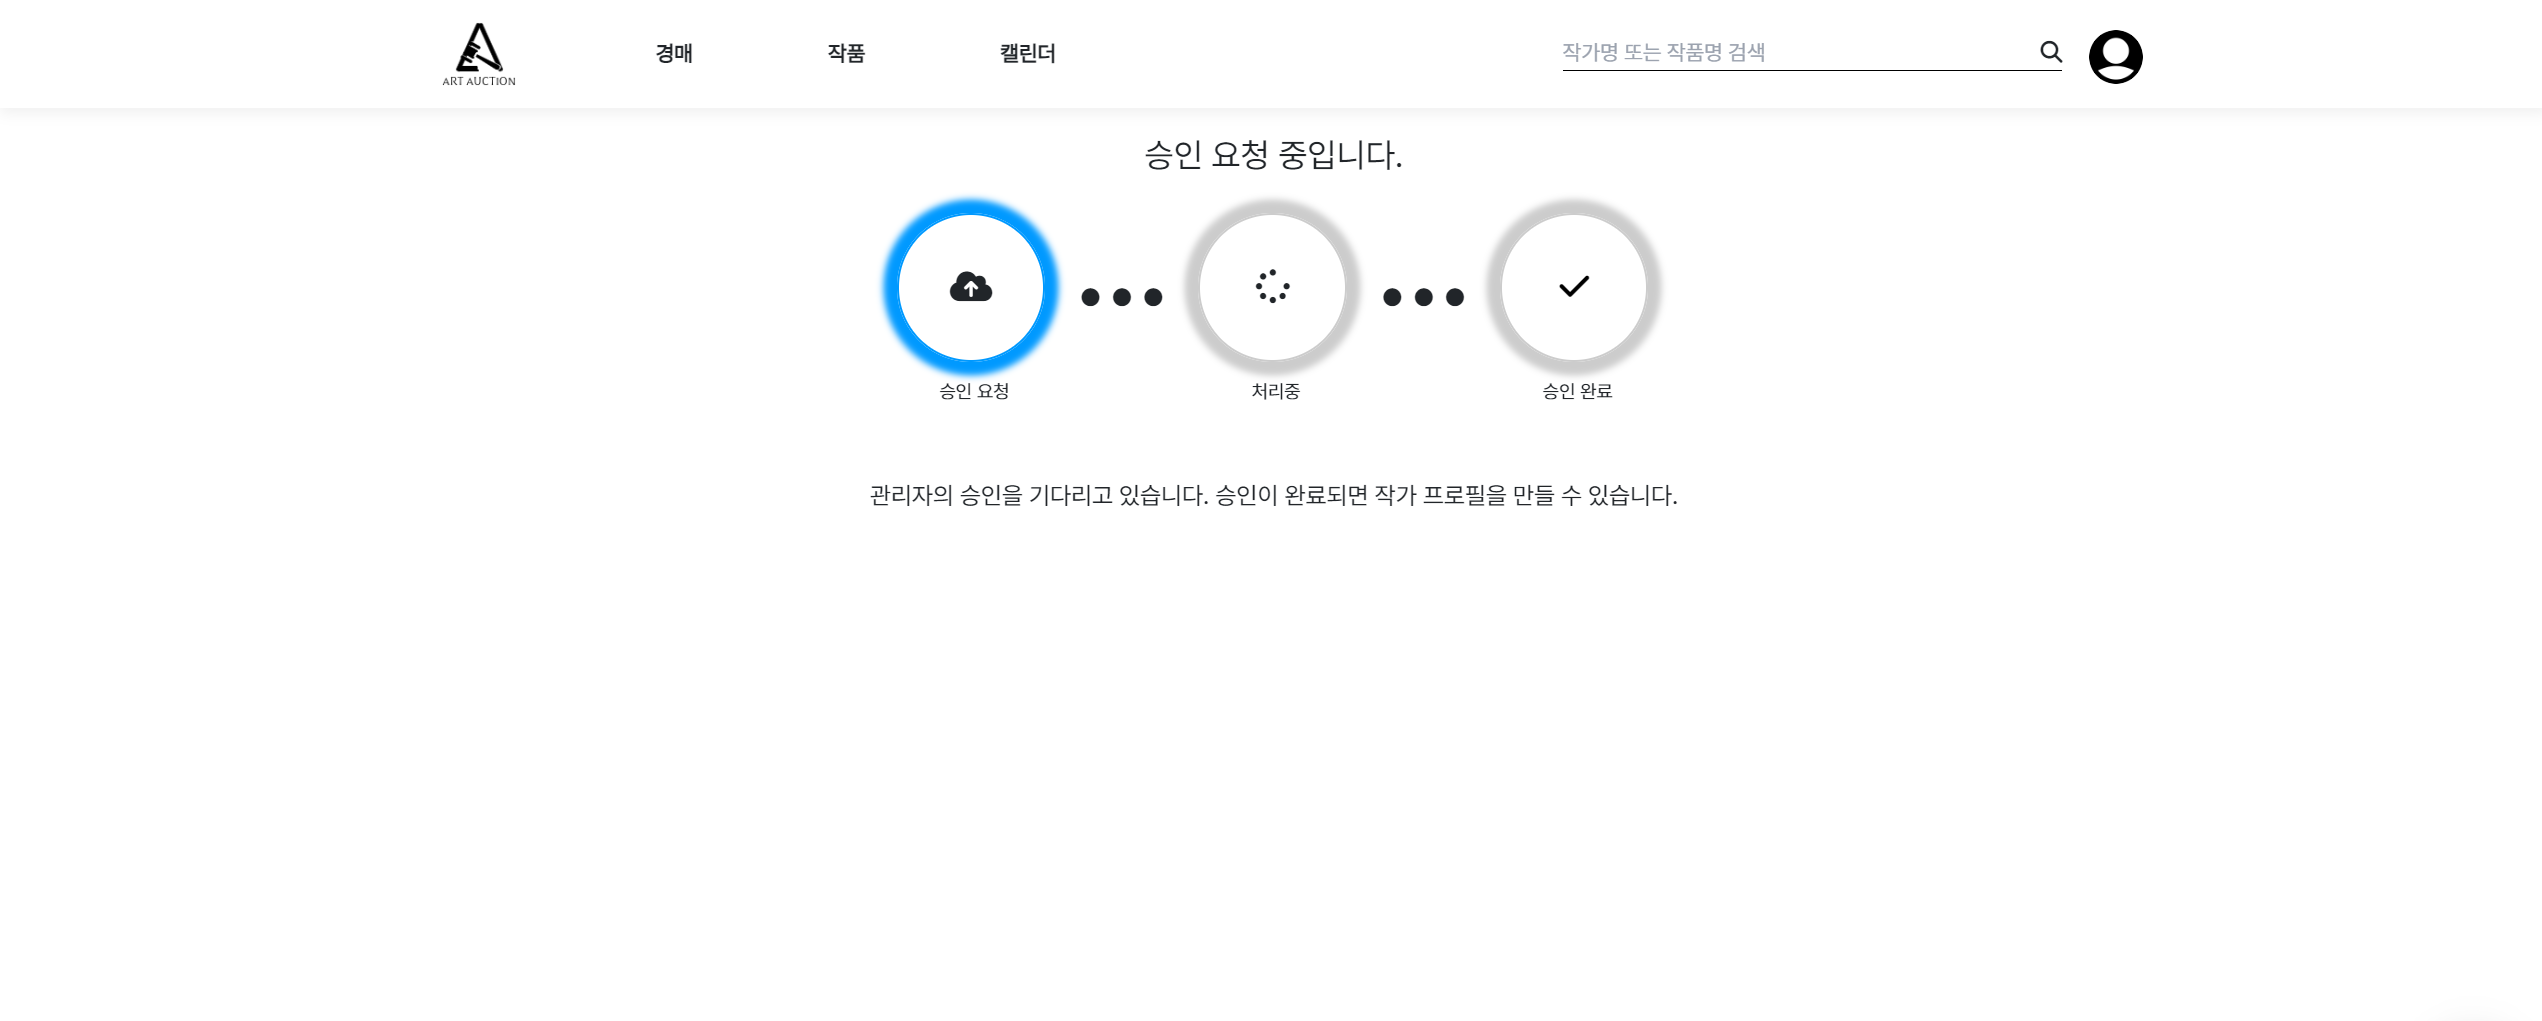 ART AUCTION
경매
작품
캘린더
작가명 또는 작품명 검색
승인 요청 중입니다.
승인 요청
처리중
승인 완료
관리자의 승인을 기다리고 있습니다. 승인이 완료되면 작가 프로필을 만들 수 있습니다.